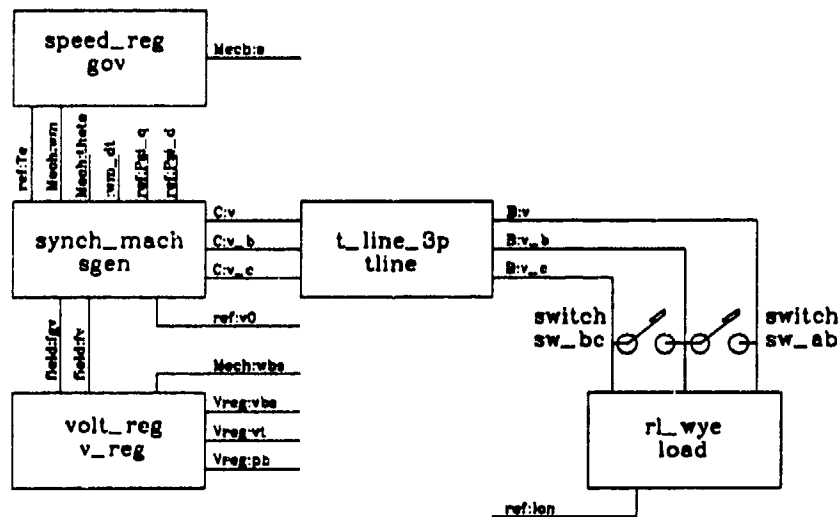 speed_reg
gov
Mech:s
ref:Te
Mech:wm
Mech:theta
:wm_dt
ref:Psi_q
ref:Psi_d
synch_mach
sgen
C:v
C:v_b
C:v_c
t_line_3p
tline
B:v
B:v_b
B:v_c
switch
sw_bc
switch
sw_ab
ref:v0
field:fgv
field:fv
Mech:wbs
volt_reg
v_reg
Vreg:vbs
Vreg:vt
Vreg:pb
rl_wye
load
ref:ion